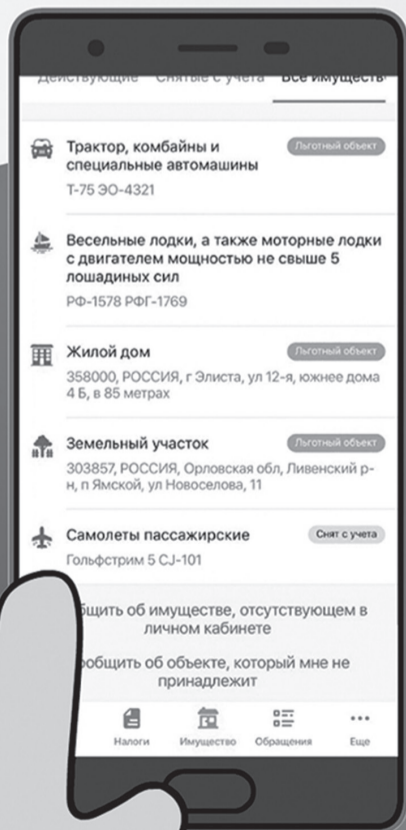 Действующие Снятые с учета Все имуществ
Трактор, комбайны и Льготный объект
специальные автомашины
Т-75 ЭО-4321
Весельные лодки, а также моторные лодки
с двигателем мощностью не свыше 5
лошадиных сил
РФ-1578 РФГ-1769
Жилой дом Льготный объект
358000, РОССИЯ, г Элиста, ул 12-я, южнее дома
4 Б, в 85 метрах
Земельный участок Льготный объект
303857, РОССИЯ, Орловская обл, Ливенский р-
н, п Ямской, ул Новоселова, 11
Самолеты пассажирские Снят с учета
Гольфстрим 5 CJ-101
бщить об имуществе, отсутствующем в
личном кабинете
ообщить об объекте, который мне не
принадлежит
Налоги Имущество Обращения Еще